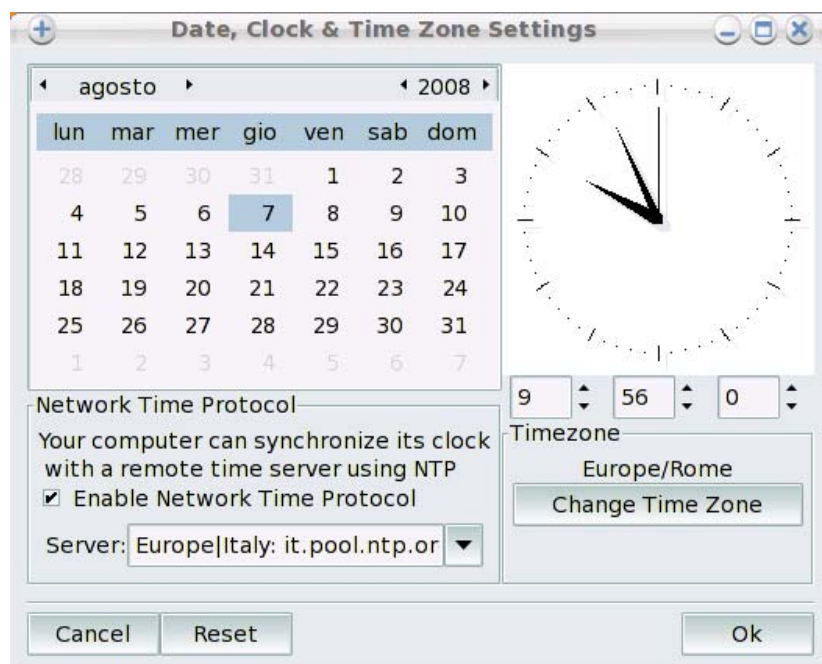 Date, Clock & Time Zone Settings
agosto 2008
lun mar mer gio ven sab dom
28 29 30 31 1 2 3
4 5 6 7 8 9 10
11 12 13 14 15 16 17
18 19 20 21 22 23 24
25 26 27 28 29 30 31
1 2 3 4 5 6 7
9 56 0
Network Time Protocol
Your computer can synchronize its clock
with a remote time server using NTP
Enable Network Time Protocol
Server: Europe|Italy: it.pool.ntp.or
Timezone
Europe/Rome
Change Time Zone
Cancel Reset Ok